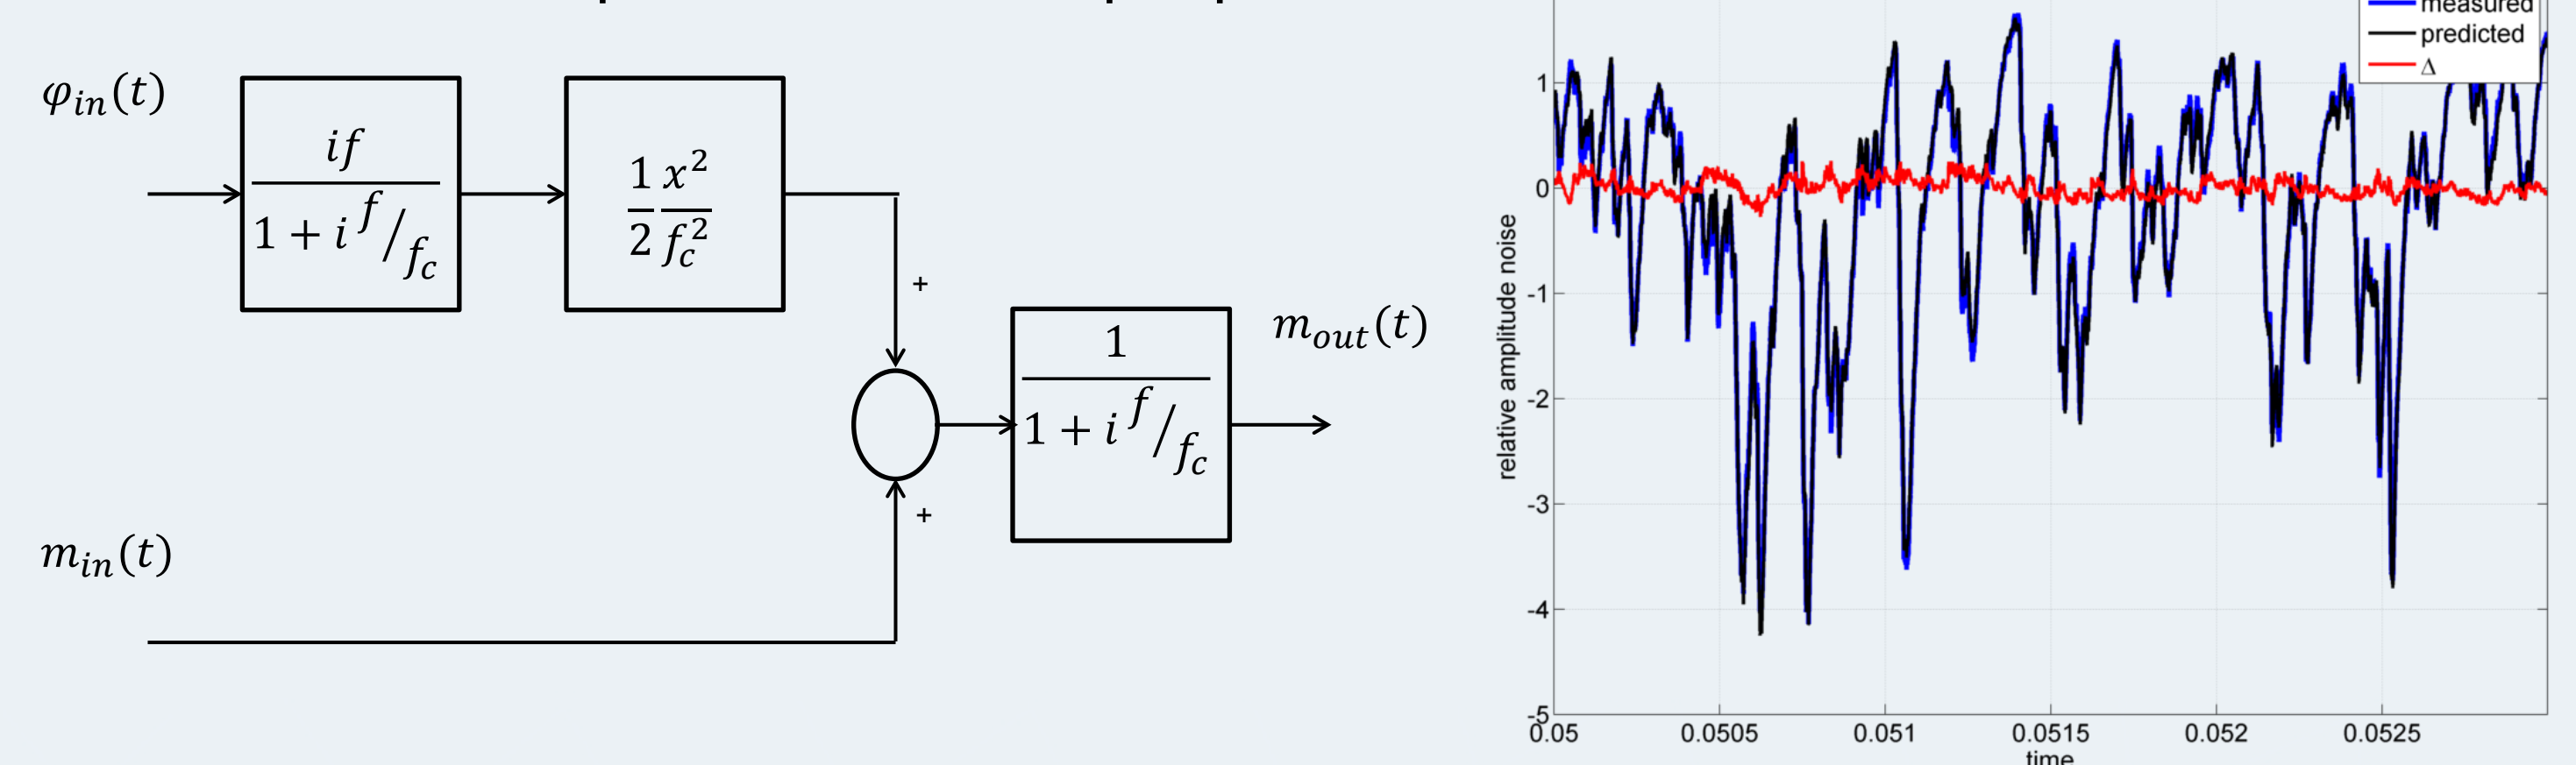 φ_in(t)
if
1 + i f/f_c
1 x²
2 f_c²
+
1
1 + i f/f_c
m_out(t)
+
m_in(t)
measured
predicted
Δ
relative amplitude noise
1
0
-1
-2
-3
-4
-5
0.05
0.0505
0.051
0.0515
0.052
0.0525
time